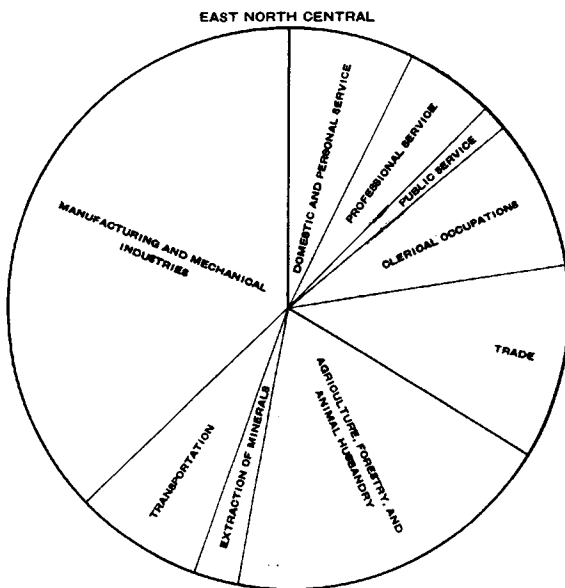 EAST NORTH CENTRAL
DOMESTIC AND PERSONAL SERVICE
PROFESSIONAL SERVICE
PUBLIC SERVICE
CLERICAL OCCUPATIONS
TRADE
AGRICULTURE, FORESTRY, AND
ANIMAL HUSBANDRY
EXTRACTION OF MINERALS
TRANSPORTATION
MANUFACTURING AND MECHANICAL
INDUSTRIES